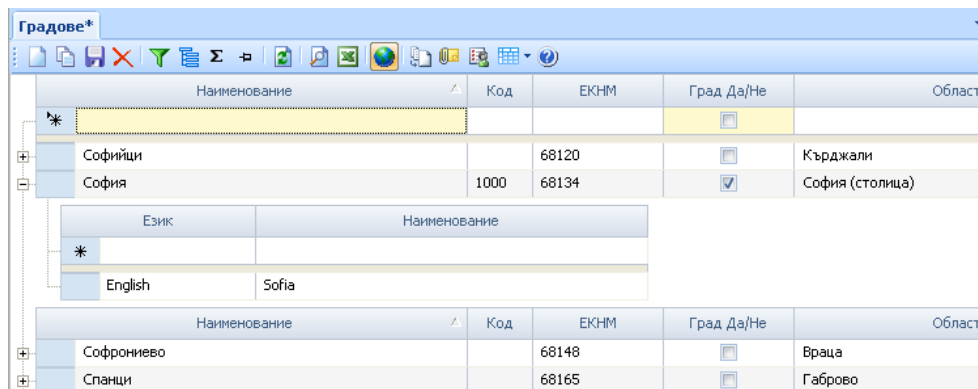 Градове*
Наименование Код ЕКНМ Град Да/Не Област
Софийци 68120 Кърджали
София 1000 68134 София (столица)
Език Наименование
English Sofia
Наименование Код ЕКНМ Град Да/Не Област
Софрониево 68148 Враца
Спанци 68165 Габрово